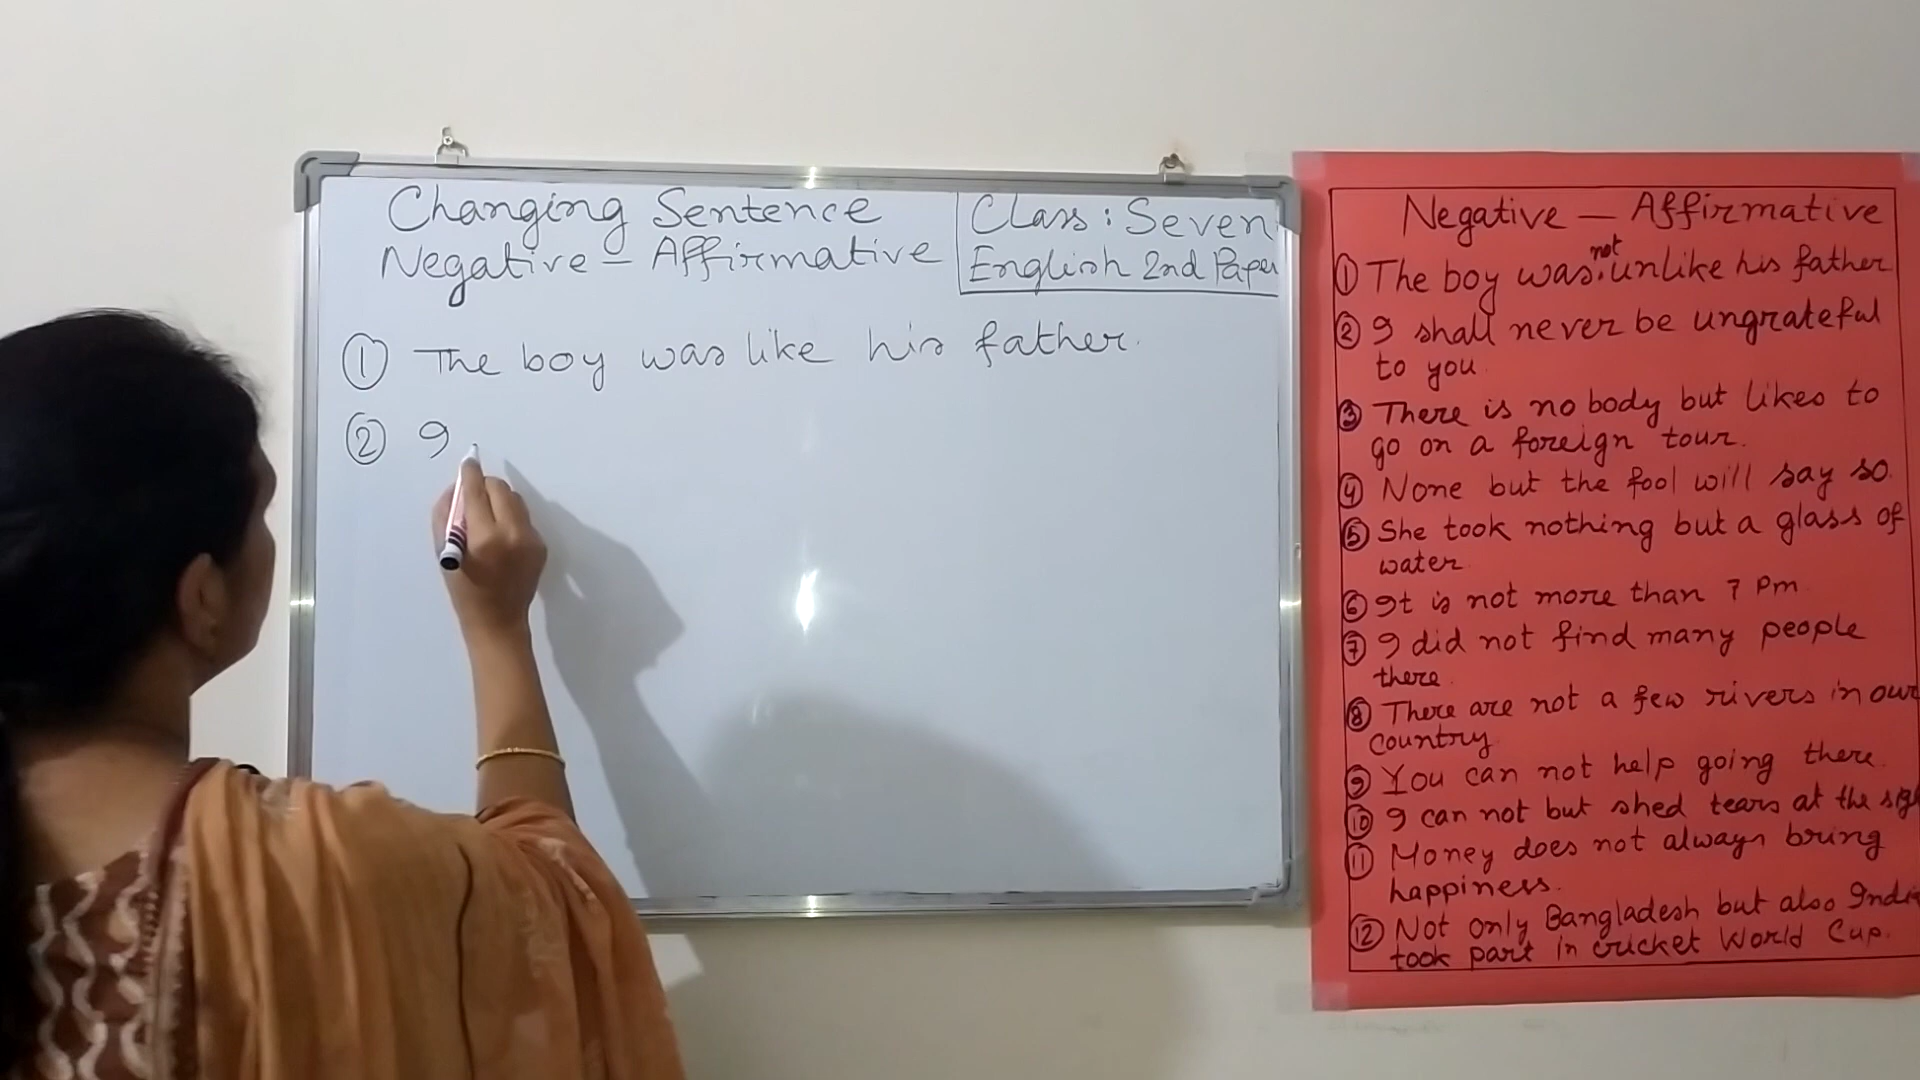 Changing Sentence
Negative – Affirmative
Class: Seven
English 2nd Paper
① The boy was like his father.
② I
Negative — Affirmative
① The boy was not unlike his father
② I shall never be ungrateful
to you.
③ There is nobody but likes to
go on a foreign tour.
④ None but the fool will say so.
⑤ She took nothing but a glass of
water
⑥ It is not more than 7 Pm.
⑦ I did not find many people
there.
⑧ There are not a few rivers in our
country.
⑨ You can not help going there.
⑩ I can not but shed tears at the
⑪ Money does not always bring
happiness.
⑫ Not only Bangladesh but also
took part in cricket World Cup.